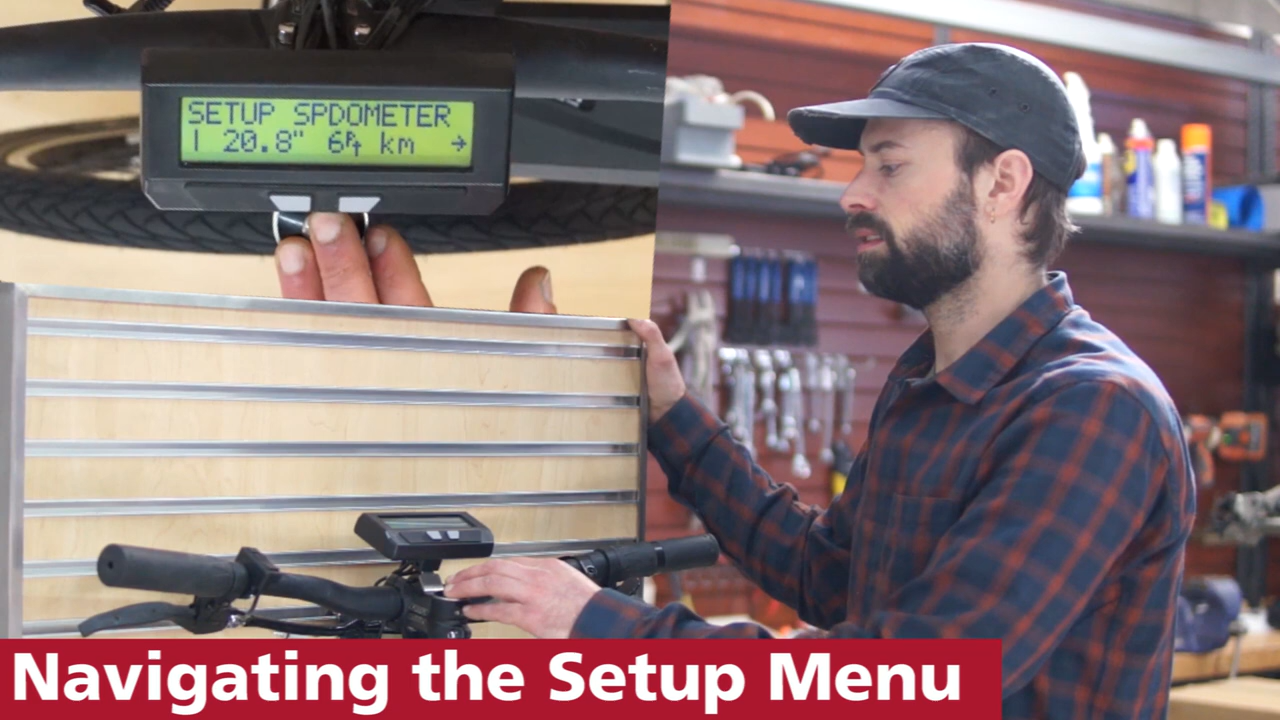 SETUP SPDOMETER
20.8" 6 km →
Navigating the Setup Menu